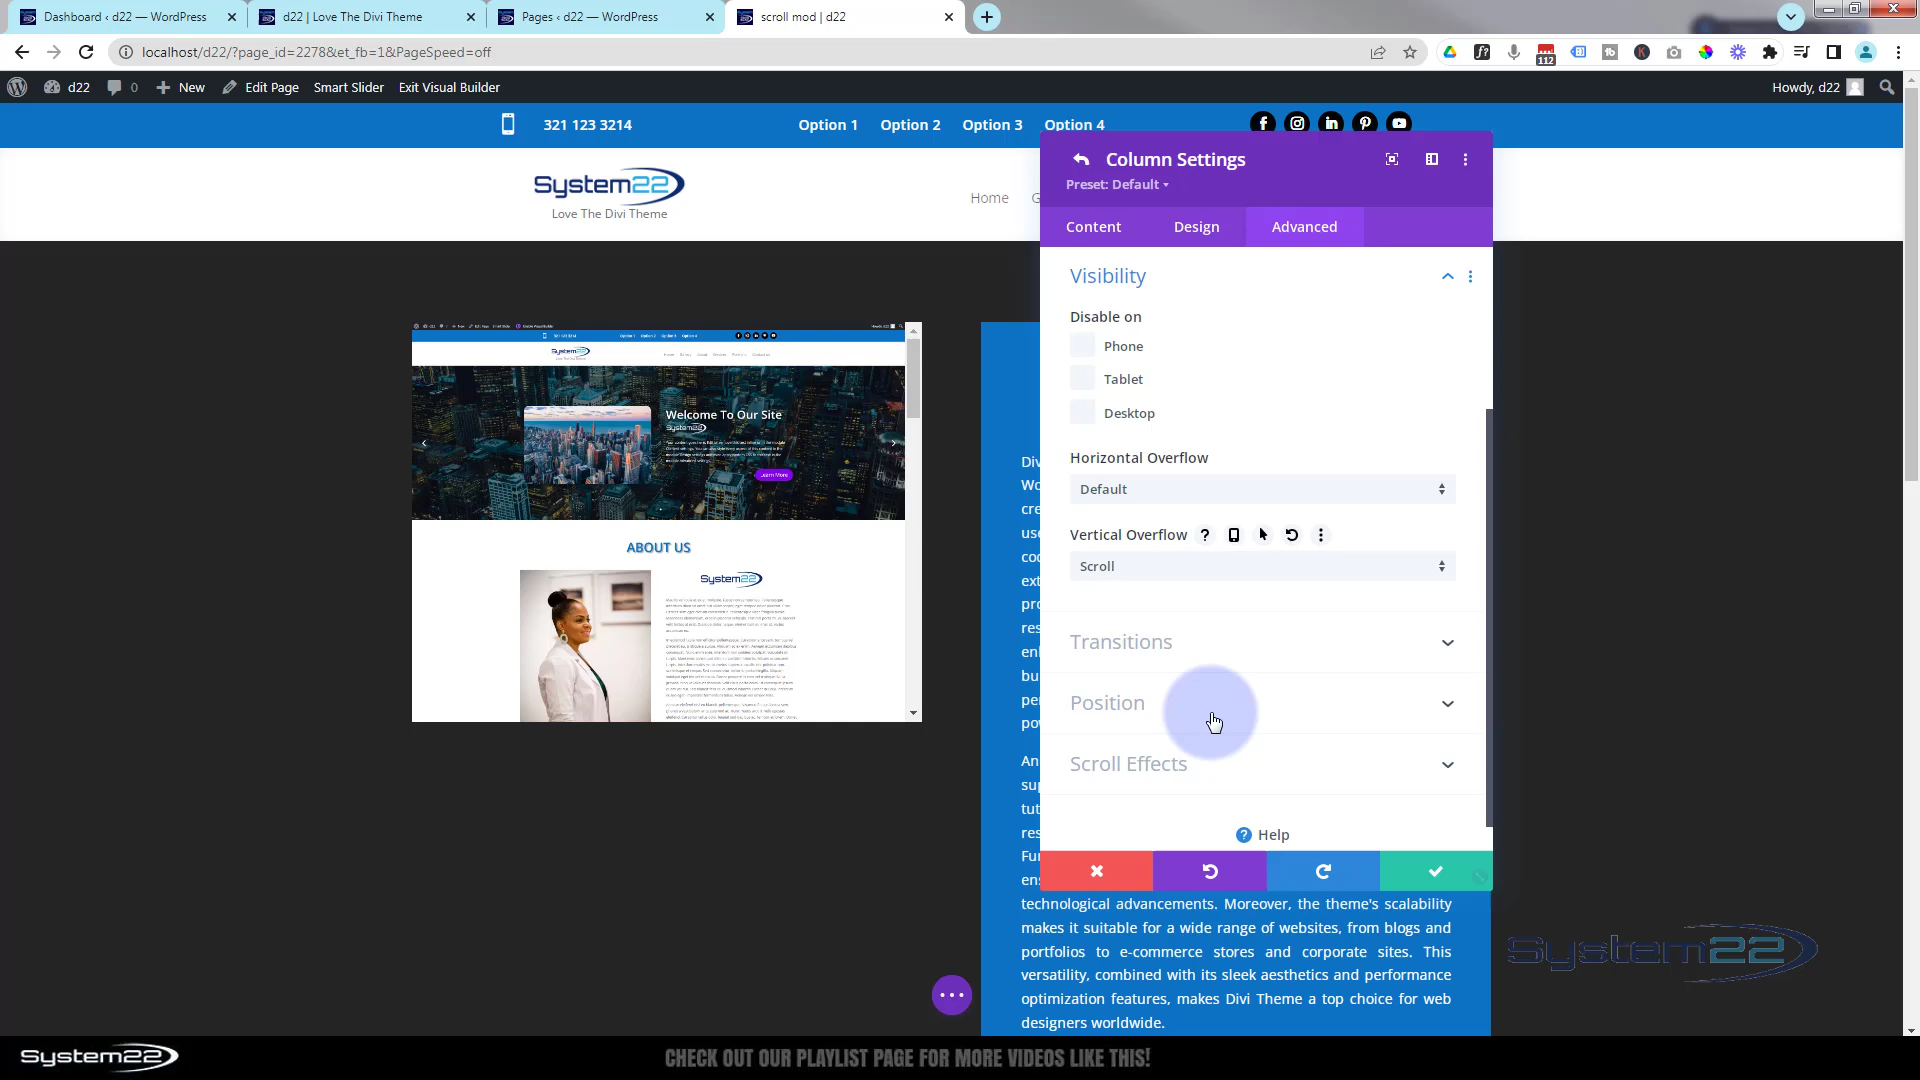 Dashboard ‹ d22 — WordPress
d22 | Love The Divi Theme
Pages ‹ d22 — WordPress
scroll mod | d22
localhost/d22/?page_id=2278&et_fb=1&PageSpeed=off
112
d22
0
New
Edit Page
Smart Slider
Exit Visual Builder
Howdy, d22
321 123 3214
Option 1
Option 2
Option 3
Option 4
System22
Love The Divi Theme
Home
G
Column Settings
Preset: Default
Content
Design
Advanced
Visibility
Disable on
Phone
Tablet
Desktop
Horizontal Overflow
Default
Vertical Overflow
Scroll
Transitions
Position
Scroll Effects
Help
Welcome To Our Site
System22
Learn More
ABOUT US
System22
technological advancements. Moreover, the theme's scalability
makes it suitable for a wide range of websites, from blogs and
portfolios to e-commerce stores and corporate sites. This
versatility, combined with its sleek aesthetics and performance
optimization features, makes Divi Theme a top choice for web
designers worldwide.
System22
System22
CHECK OUT OUR PLAYLIST PAGE FOR MORE VIDEOS LIKE THIS!